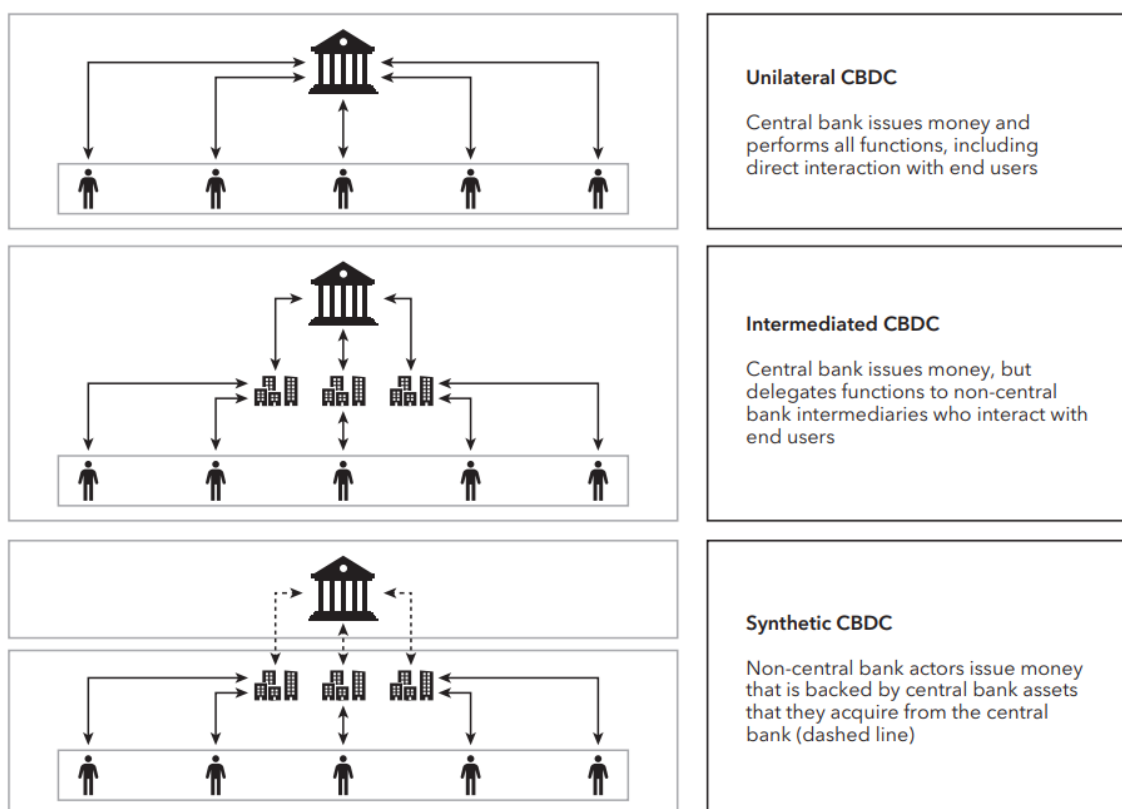 Unilateral CBDC
Central bank issues money and
performs all functions, including
direct interaction with end users
Intermediated CBDC
Central bank issues money, but
delegates functions to non-central
bank intermediaries who interact with
end users
Synthetic CBDC
Non-central bank actors issue money
that is backed by central bank assets
that they acquire from the central
bank (dashed line)